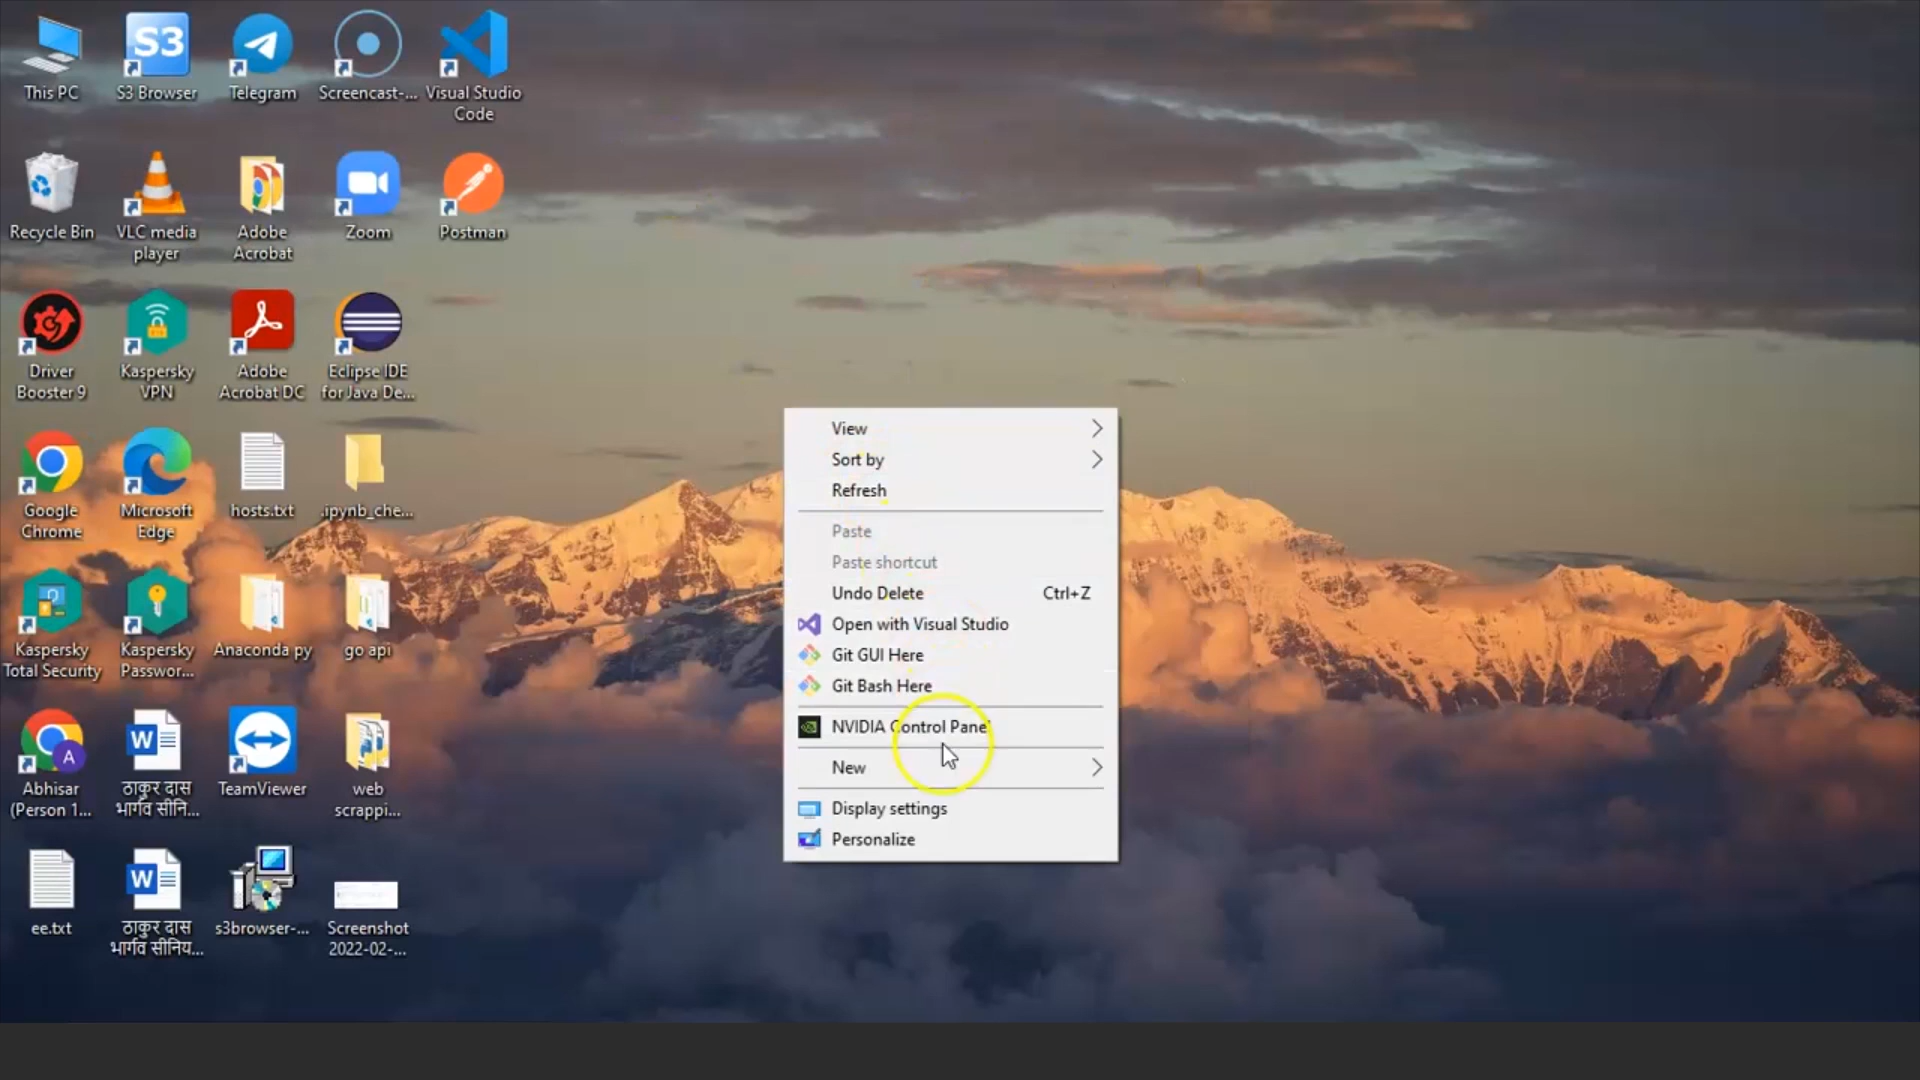 This PC
S3
S3 Browser
Telegram
Screencast-...
Visual Studio
Code
Recycle Bin
VLC media
player
Adobe
Acrobat
Zoom
Postman
Driver
Booster 9
Kaspersky
VPN
Adobe
Acrobat DC
Eclipse IDE
for Java De...
Google
Chrome
Microsoft
Edge
hosts.txt
.ipynb_che...
Kaspersky
Total Security
Kaspersky
Passwor...
Anaconda py
go api
A
Abhisar
(Person 1...
W
ठाकुर दास
भार्गव सीनि...
TeamViewer
web
scrappi...
ee.txt
W
ठाकुर दास
भार्गव सीनिय...
s3browser-...
Screenshot
2022-02-...
View
Sort by
Refresh
Paste
Paste shortcut
Undo Delete Ctrl+Z
Open with Visual Studio
Git GUI Here
Git Bash Here
NVIDIA Control Panel
New
Display settings
Personalize